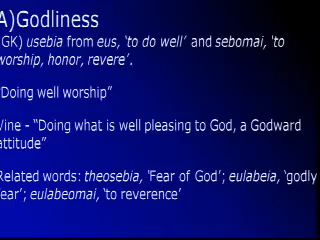 A)Godliness
GK) usebia from eus, ‘to do well’ and sebomai, ‘to
worship, honor, revere’.
“Doing well worship”
Vine - “Doing what is well pleasing to God, a Godward
attitude”
Related words: theosebia, ‘Fear of God’; eulabeia, ‘godly
fear’; eulabeomai, ‘to reverence’